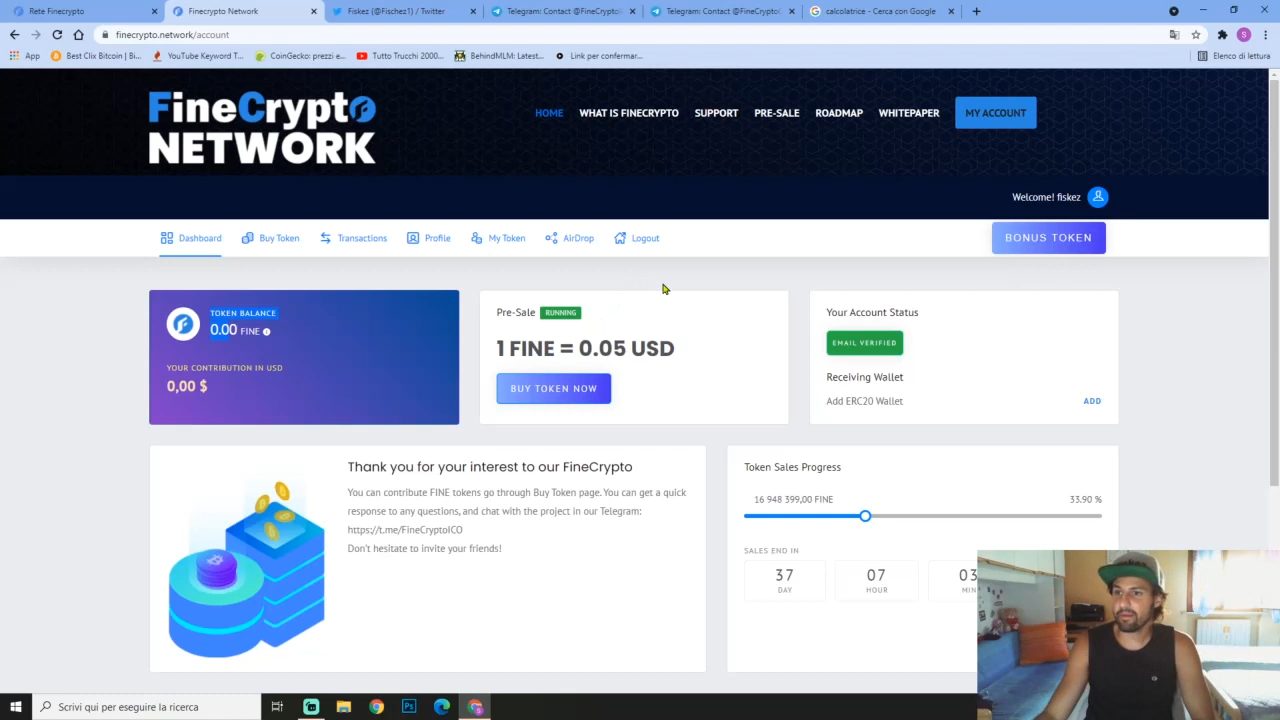 Rete Finecrypto
FineCrypto Network
Fiskez (@Fischez1) / Twitter
Telegram: Contact @FineCrypto
Telegram: Contact @FineCrypto
calcolatrice - Cerca con Google
finecrypto.network/account
App
Best Clix Bitcoin | Bi...
YouTube Keyword T...
CoinGecko: prezzi e...
Tutto Trucchi 2000...
BehindMLM: Latest...
Link per confermar...
Elenco di lettura
FineCrypto
NETWORK
HOME
WHAT IS FINECRYPTO
SUPPORT
PRE-SALE
ROADMAP
WHITEPAPER
MY ACCOUNT
Welcome! fiskez
Dashboard
Buy Token
Transactions
Profile
My Token
AirDrop
Logout
BONUS TOKEN
TOKEN BALANCE
0.00 FINE
YOUR CONTRIBUTION IN USD
0,00 $
Pre-Sale RUNNING
1 FINE = 0.05 USD
BUY TOKEN NOW
Your Account Status
EMAIL VERIFIED
Receiving Wallet
Add ERC20 Wallet
ADD
Thank you for your interest to our FineCrypto
You can contribute FINE tokens go through Buy Token page. You can get a quick
response to any questions, and chat with the project in our Telegram:
https://t.me/FineCryptoICO
Don't hesitate to invite your friends!
Token Sales Progress
16 948 399,00 FINE
33.90 %
SALES END IN
37
DAY
07
HOUR
03
MIN
Scrivi qui per eseguire la ricerca